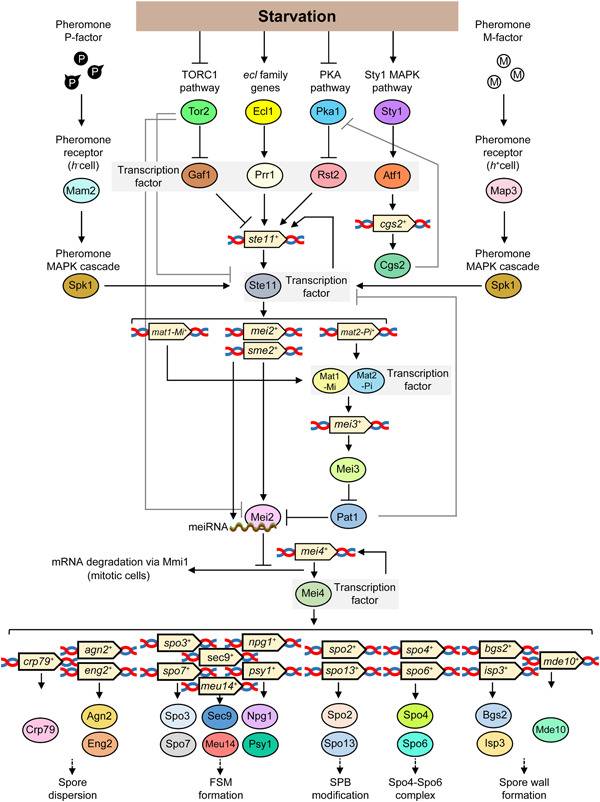 Starvation
Pheromone
P-factor
P
P
P
Pheromone
receptor
(h⁻cell)
Mam2
Pheromone
MAPK cascade
Spk1
TORC1
pathway
Tor2
ecl family
genes
Ecl1
PKA
pathway
Pka1
Sty1 MAPK
pathway
Sty1
Pheromone
M-factor
M
M
M
Pheromone
receptor
(h⁺cell)
Map3
Pheromone
MAPK cascade
Spk1
Transcription
factor
Gaf1
Prr1
Rst2
Atf1
ste11⁺
cgs2⁺
Cgs2
Ste11
Transcription
factor
mat1-Mi⁺
mei2⁺
sme2⁺
mat2-Pi⁺
Mat1
-Mi
Mat2
-Pi
Transcription
factor
mei3⁺
Mei3
meiRNA
Mei2
Pat1
mei4⁺
mRNA degradation via Mmi1
(mitotic cells)
Mei4
Transcription
factor
crp79⁺
agn2⁺
eng2⁺
spo3⁺
npg1⁺
sec9⁺
spo7⁺
psy1⁺
meu14⁺
spo2⁺
spo13⁺
spo4⁺
spo6⁺
bgs2⁺
isp3⁺
mde10⁺
Crp79
Agn2
Eng2
Spo3
Sec9
Npg1
Spo7
Meu14
Psy1
Spo2
Spo13
Spo4
Spo6
Bgs2
Isp3
Mde10
Spore
dispersion
FSM
formation
SPB
modification
Spo4-Spo6
complex
Spore wall
formation